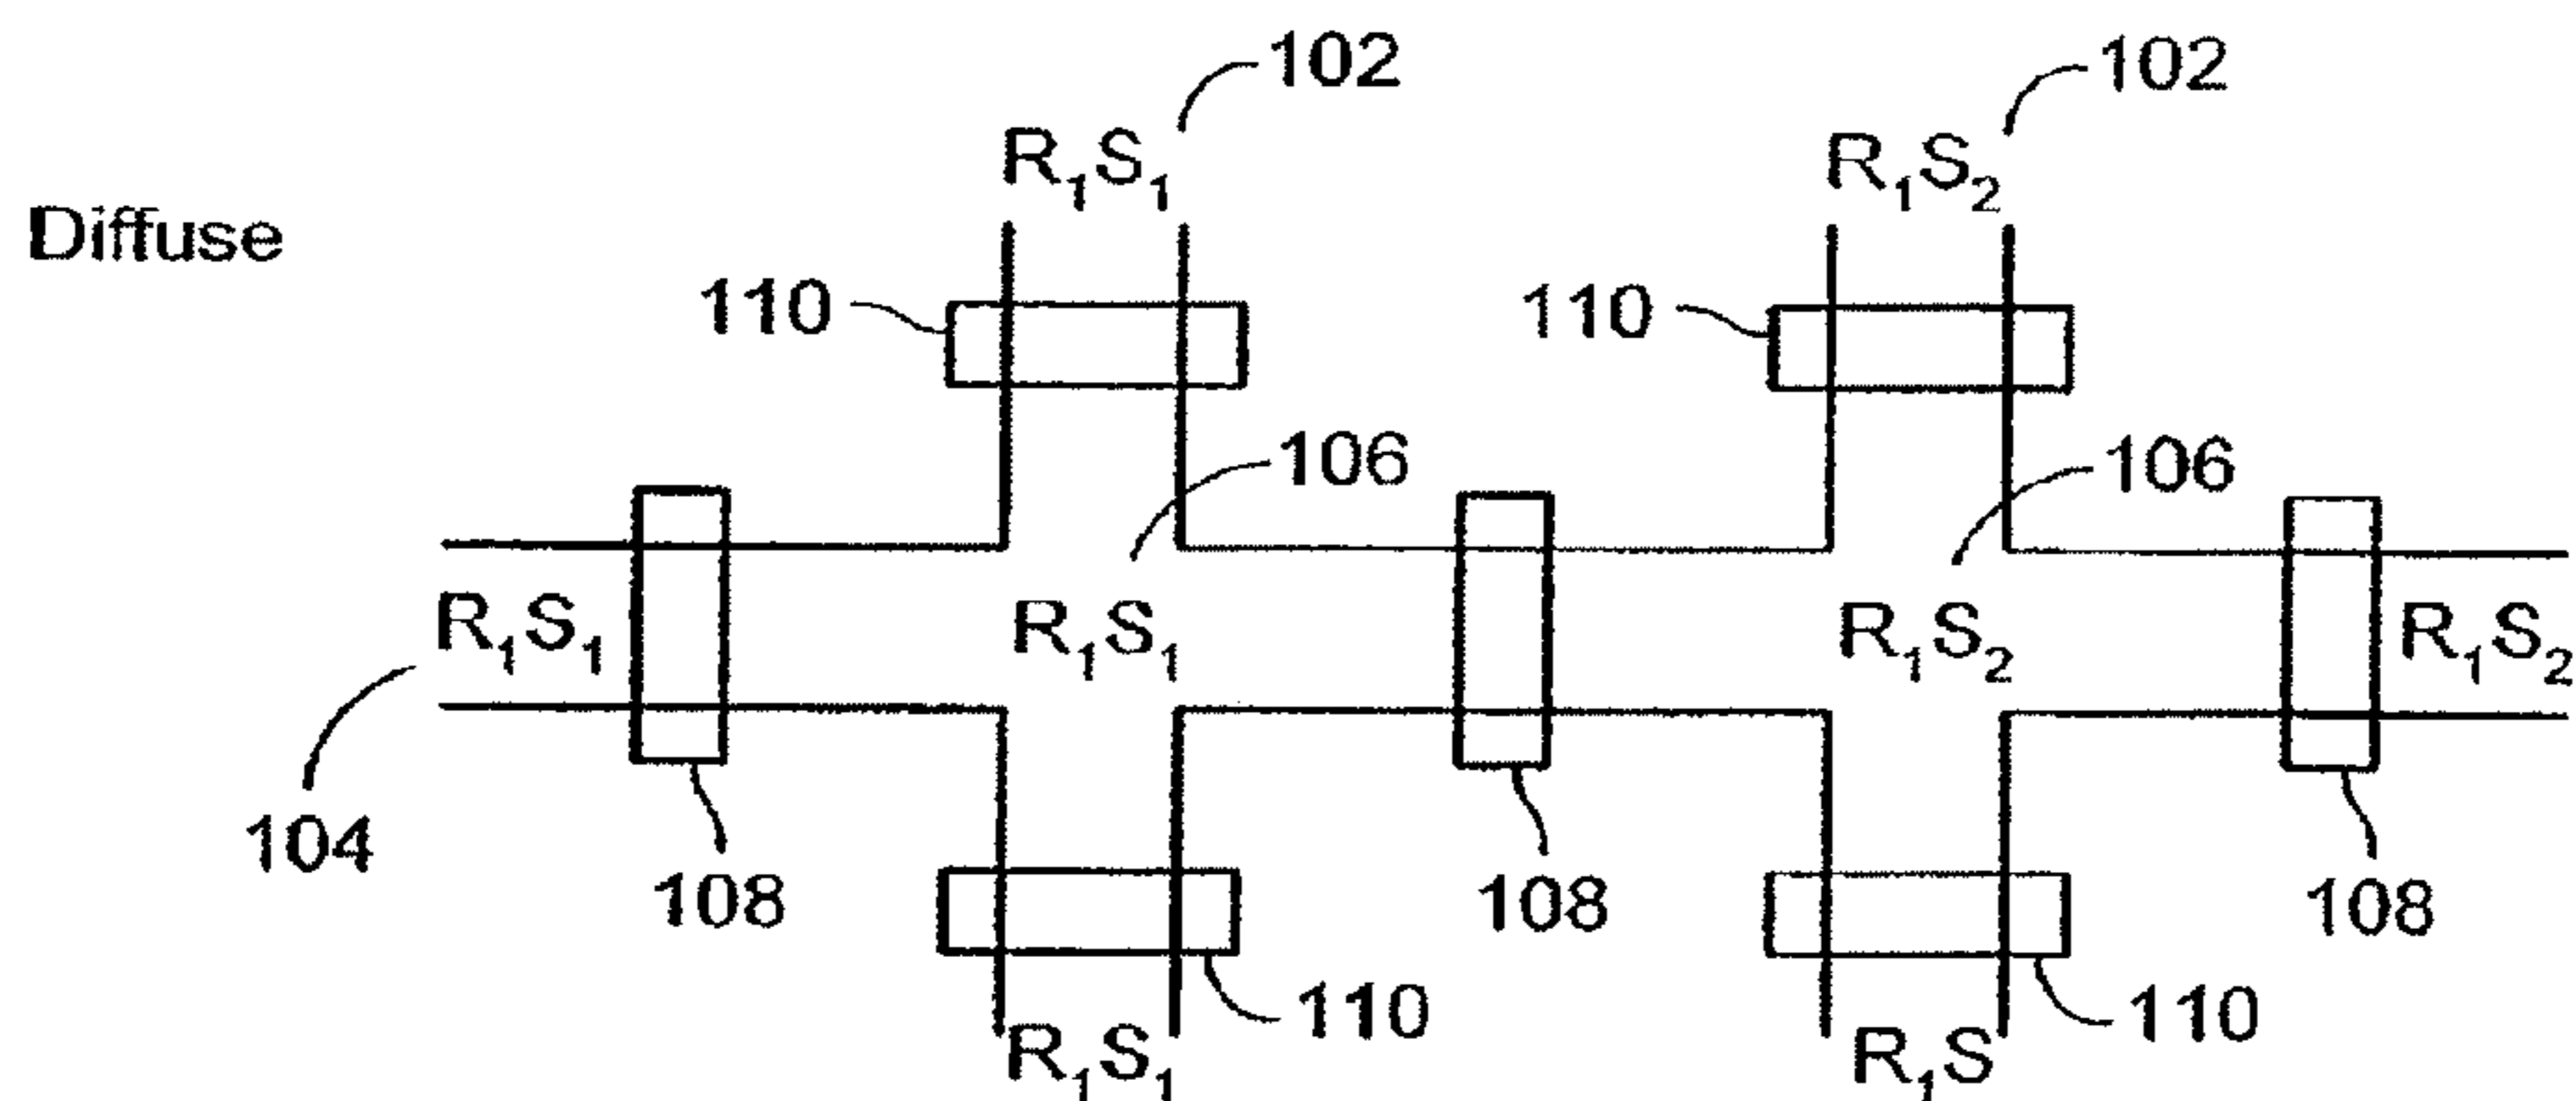 102 102
R₁S₁ R₁S₂
Diffuse
110 110
106 106
R₁S₁ R₁S₁ R₁S₂ R₁S₂
104 108 108 108
110 110
R₁S₁ R₁S